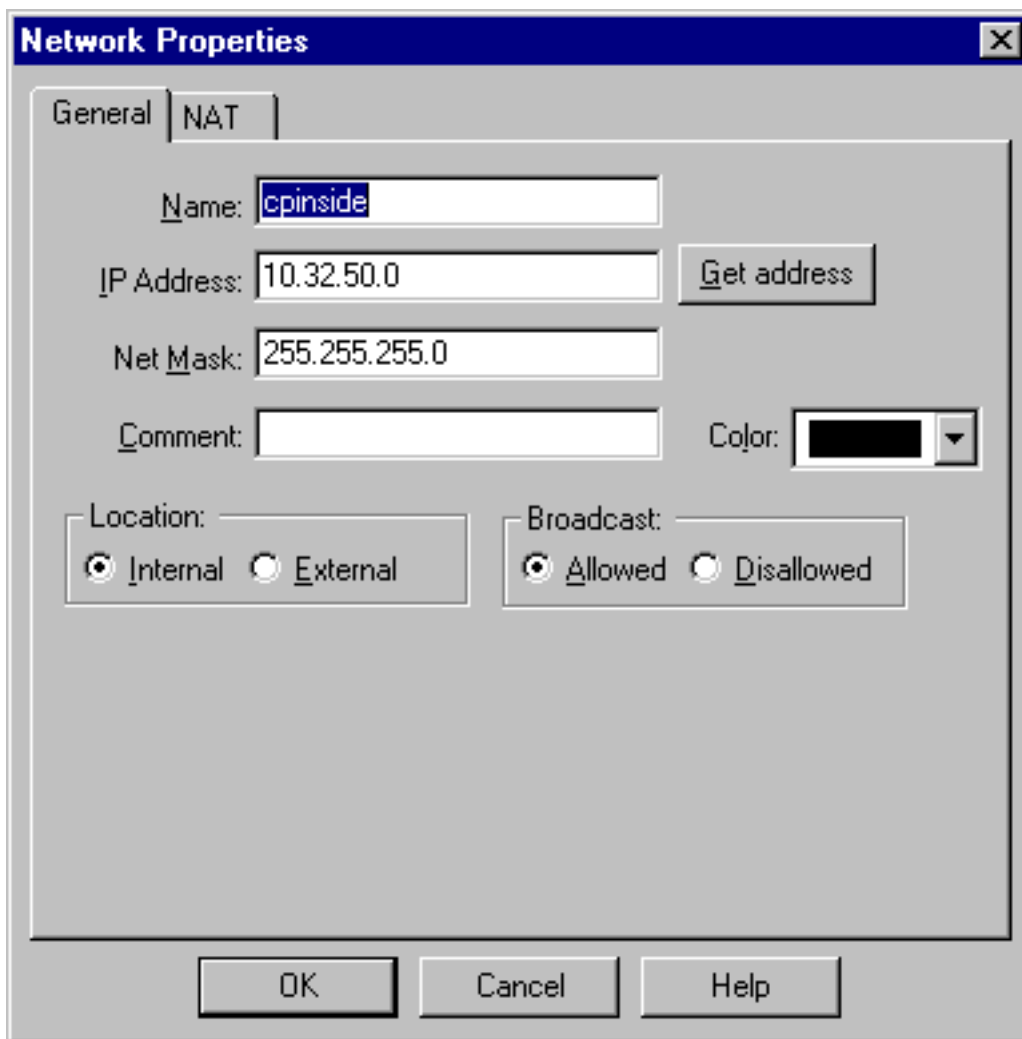 Network Properties
General NAT
Name: cpinside
IP Address: 10.32.50.0 Get address
Net Mask: 255.255.255.0
Comment: Color:
Location: Broadcast:
Internal External Allowed Disallowed
OK Cancel Help